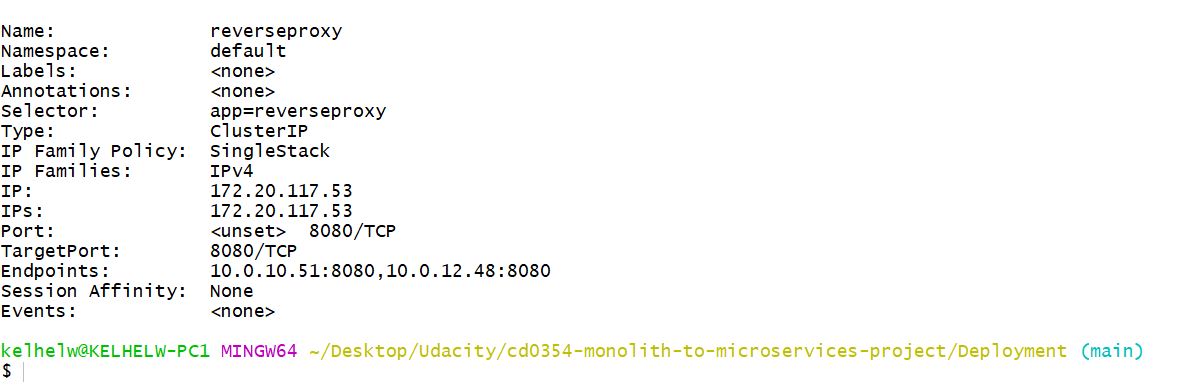 Name:              reverseproxy
Namespace:         default
Labels:            <none>
Annotations:       <none>
Selector:          app=reverseproxy
Type:              ClusterIP
IP Family Policy:  SingleStack
IP Families:       IPv4
IP:                172.20.117.53
IPs:               172.20.117.53
Port:              <unset>  8080/TCP
TargetPort:        8080/TCP
Endpoints:         10.0.10.51:8080,10.0.12.48:8080
Session Affinity:  None
Events:            <none>
kelhelw@KELHELW-PC1 MINGW64 ~/Desktop/Udacity/cd0354-monolith-to-microservices-project/Deployment (main)
$